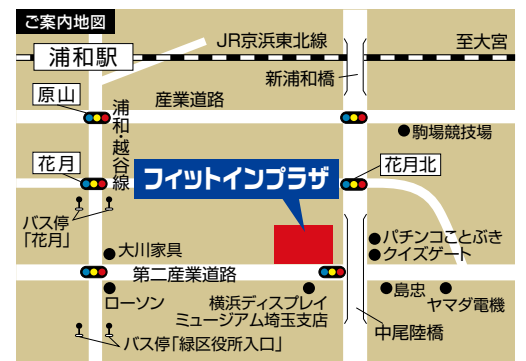 ご案内地図
JR京浜東北線
至大宮
浦和駅
新浦和橋
原山
産業道路
浦和・越谷線
駒場競技場
花月
フィットインプラザ
花月北
バス停
「花月」
大川家具
パチンコことぶき
クイズゲート
第二産業道路
ローソン
横浜ディスプレイ
ミュージアム埼玉支店
島忠
ヤマダ電機
中尾陸橋
バス停「緑区役所入口」